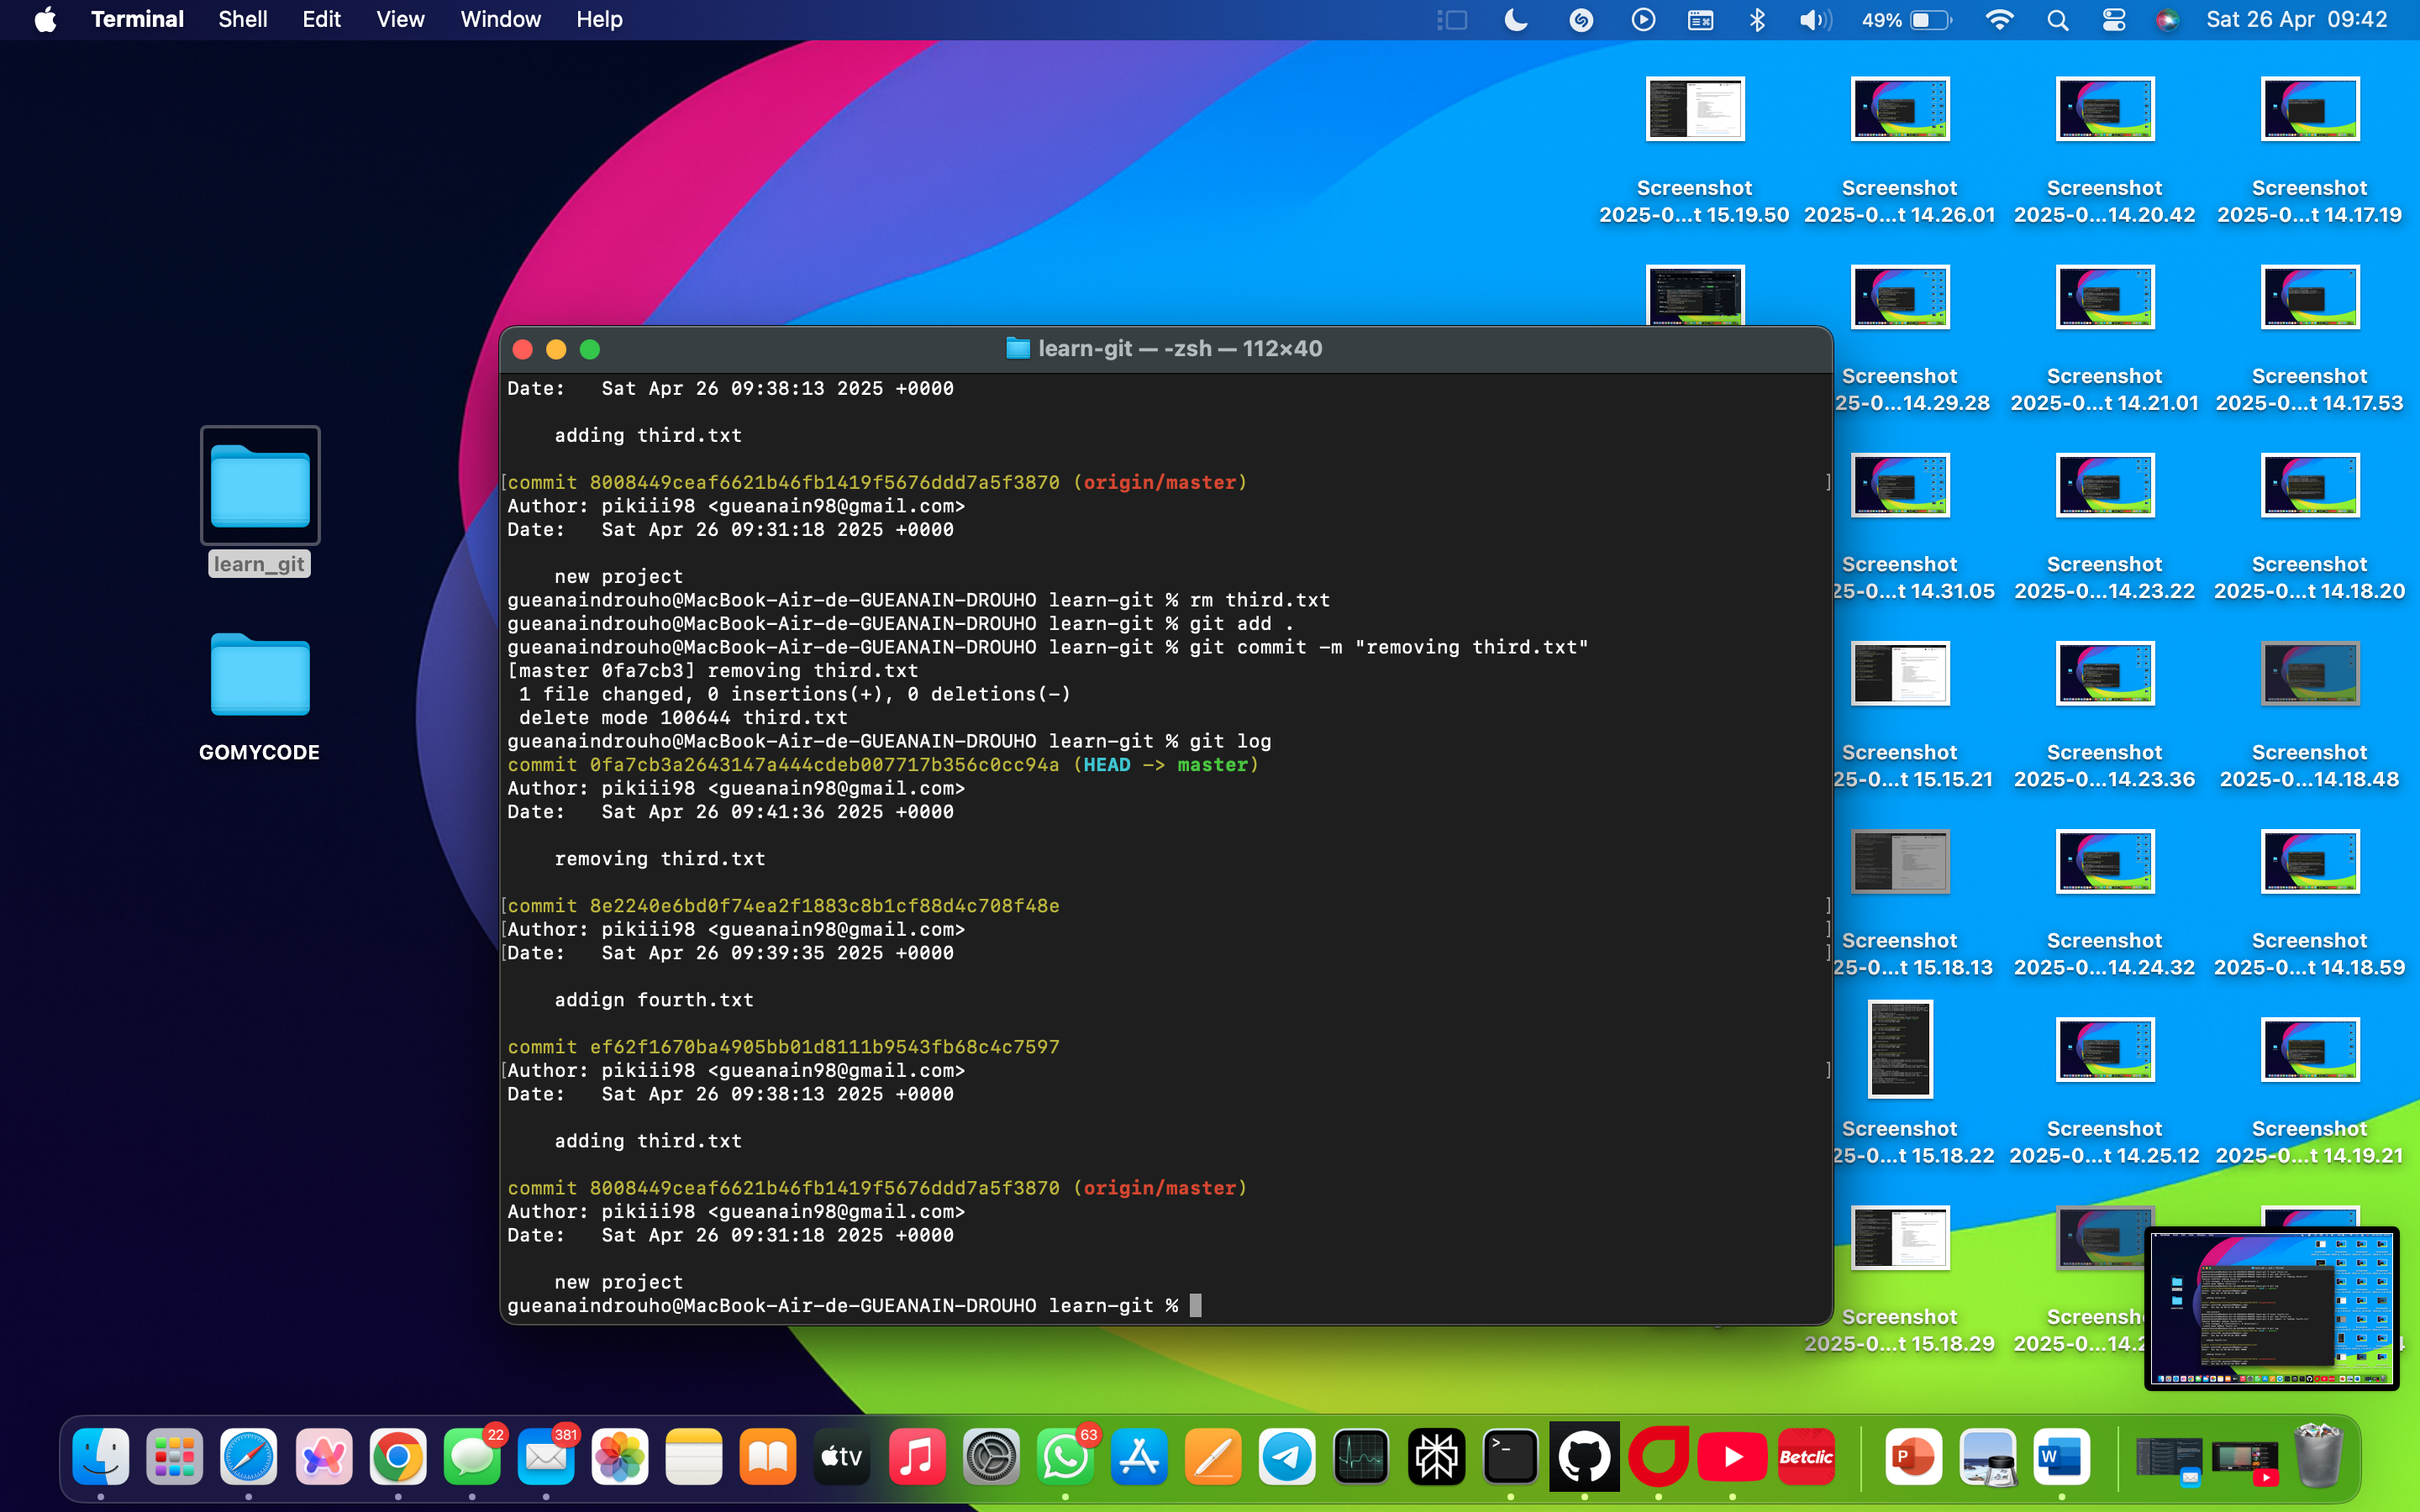 Terminal Shell Edit View Window Help 49% Sat 26 Apr 09:42
Screenshot 2025-0...t 15.19.50
Screenshot 2025-0...t 14.26.01
Screenshot 2025-0...14.20.42
Screenshot 2025-0...t 14.17.19
Screenshot 25-0...14.29.28
Screenshot 2025-0...t 14.21.01
Screenshot 2025-0...t 14.17.53
learn_git
GOMYCODE
learn-git — -zsh — 112×40
Date:   Sat Apr 26 09:38:13 2025 +0000
    adding third.txt
[commit 8008449ceaf6621b46fb1419f5676ddd7a5f3870 (origin/master) ]
Author: pikiii98 <gueanain98@gmail.com>
Date:   Sat Apr 26 09:31:18 2025 +0000
    new project
gueanaindrouho@MacBook-Air-de-GUEANAIN-DROUHO learn-git % rm third.txt
gueanaindrouho@MacBook-Air-de-GUEANAIN-DROUHO learn-git % git add .
gueanaindrouho@MacBook-Air-de-GUEANAIN-DROUHO learn-git % git commit -m "removing third.txt"
[master 0fa7cb3] removing third.txt
 1 file changed, 0 insertions(+), 0 deletions(-)
 delete mode 100644 third.txt
gueanaindrouho@MacBook-Air-de-GUEANAIN-DROUHO learn-git % git log
commit 0fa7cb3a2643147a444cdeb007717b356c0cc94a (HEAD -> master)
Author: pikiii98 <gueanain98@gmail.com>
Date:   Sat Apr 26 09:41:36 2025 +0000
    removing third.txt
[commit 8e2240e6bd0f74ea2f1883c8b1cf88d4c708f48e ]
[Author: pikiii98 <gueanain98@gmail.com> ]
[Date:   Sat Apr 26 09:39:35 2025 +0000 ]
    addign fourth.txt
commit ef62f1670ba4905bb01d8111b9543fb68c4c7597
[Author: pikiii98 <gueanain98@gmail.com> ]
Date:   Sat Apr 26 09:38:13 2025 +0000
    adding third.txt
commit 8008449ceaf6621b46fb1419f5676ddd7a5f3870 (origin/master)
Author: pikiii98 <gueanain98@gmail.com>
Date:   Sat Apr 26 09:31:18 2025 +0000
    new project
gueanaindrouho@MacBook-Air-de-GUEANAIN-DROUHO learn-git %
Screenshot 25-0...t 14.31.05
Screenshot 2025-0...t 14.23.22
Screenshot 2025-0...t 14.18.20
Screenshot 25-0...t 15.15.21
Screenshot 2025-0...t 14.23.36
Screenshot 2025-0...14.18.48
Screenshot 25-0...t 15.18.13
Screenshot 2025-0...14.24.32
Screenshot 2025-0...t 14.18.59
Screenshot 25-0...t 15.18.22
Screenshot 2025-0...t 14.25.12
Screenshot 2025-0...t 14.19.21
Screenshot 2025-0...t 15.18.29
Screensh 2025-0...14.2
22
381
tv
63
Betclic
P
W